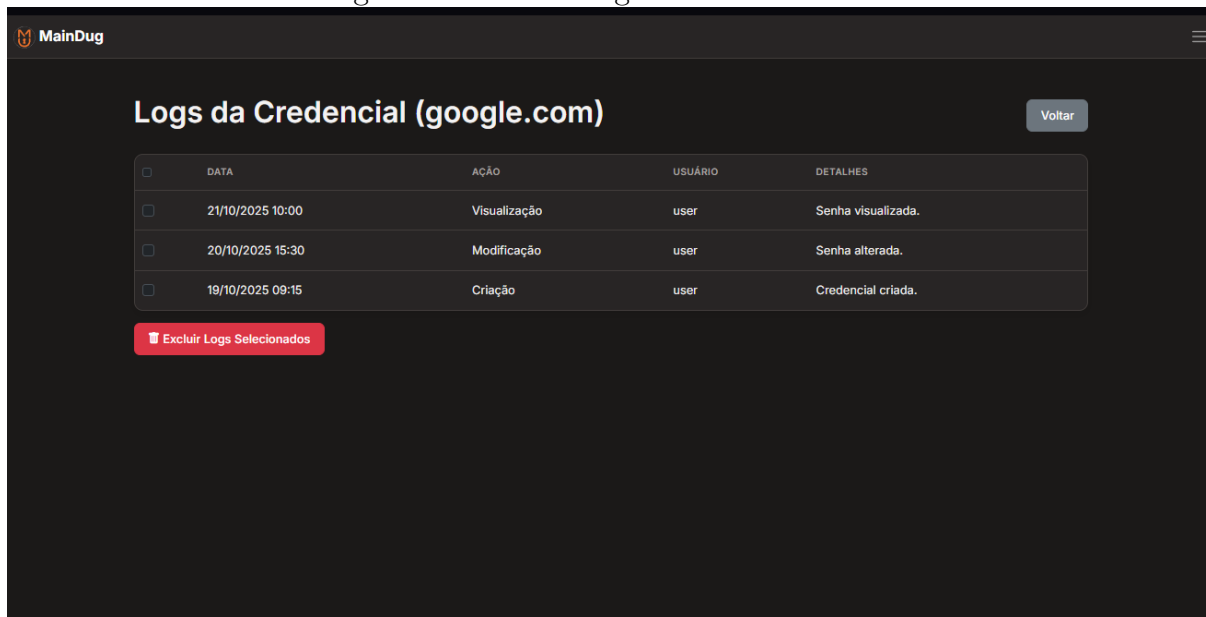 MainDug
Logs da Credencial (google.com)
Voltar
DATA AÇÃO USUÁRIO DETALHES
21/10/2025 10:00 Visualização user Senha visualizada.
20/10/2025 15:30 Modificação user Senha alterada.
19/10/2025 09:15 Criação user Credencial criada.
Excluir Logs Selecionados